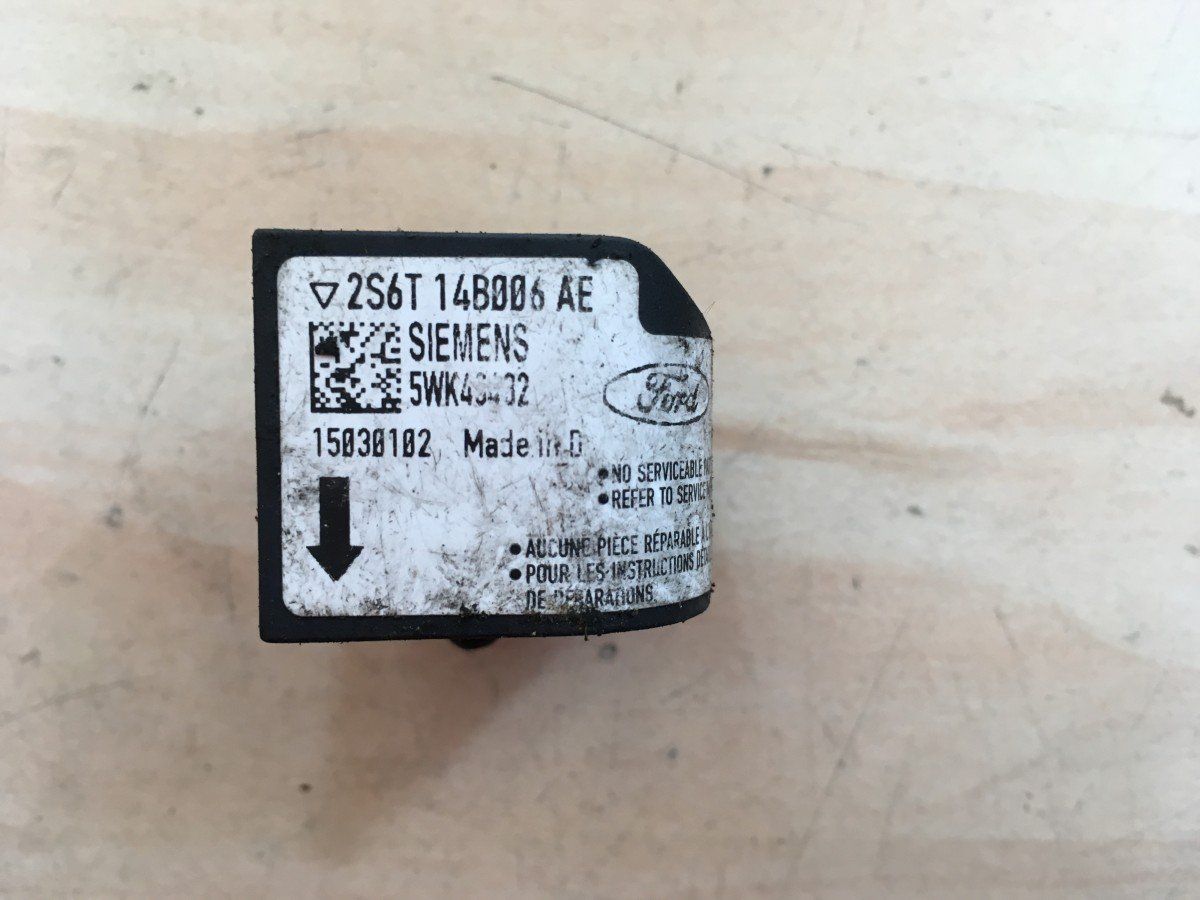 2S6T 14B006 AE
SIEMENS
15030102 Made in D
Ford
• NO SERVICEABLE
• REFER TO SERVICE
• AUCUNE PIÈCE RÉPARABLE
• POUR LES INSTRUCTIONS
DE RÉPARATIONS